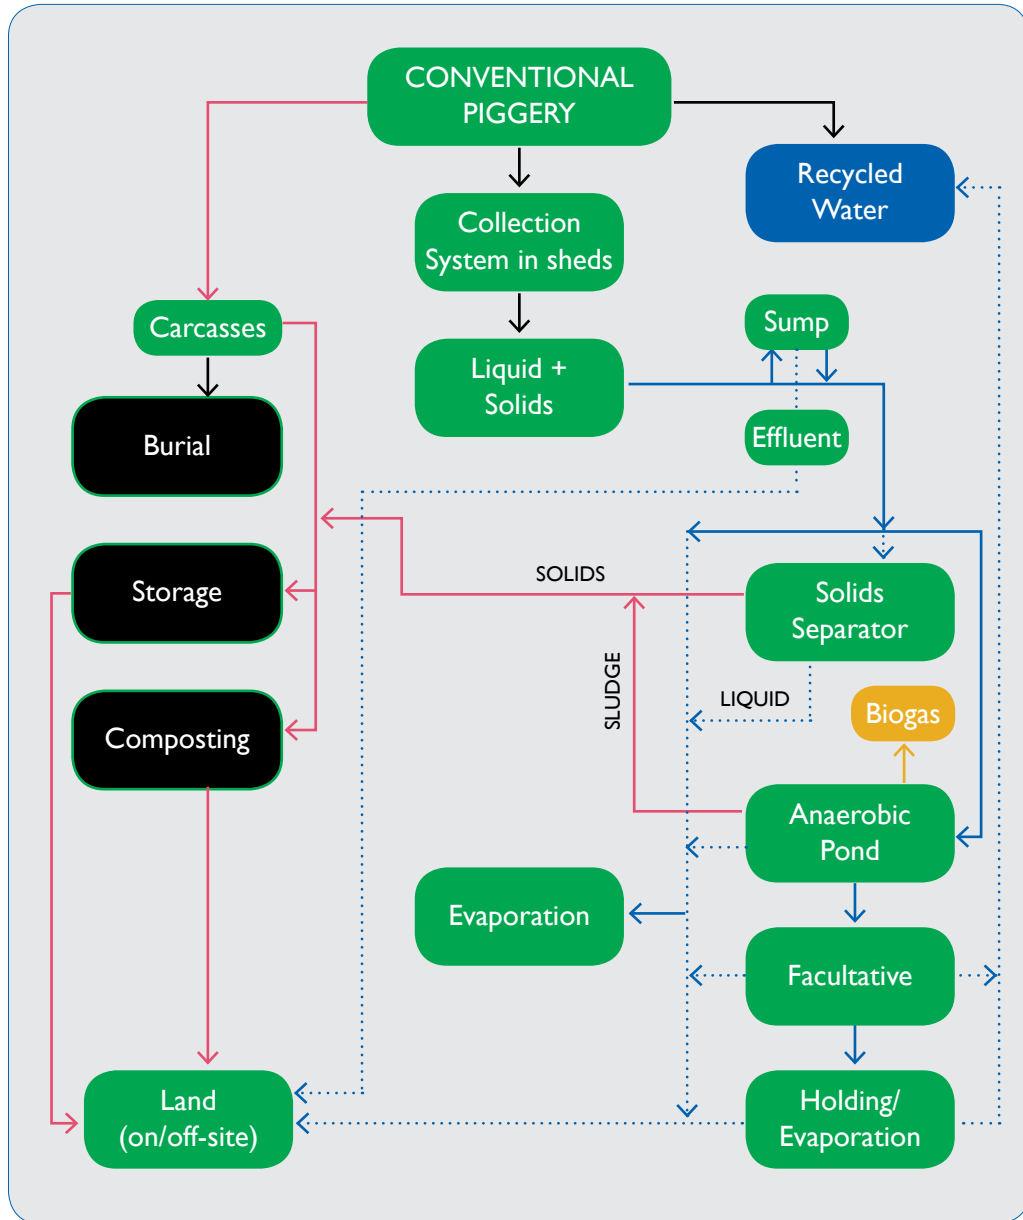 CONVENTIONAL
PIGGERY
Recycled
Water
Collection
System in sheds
Carcasses
Sump
Liquid +
Solids
Burial
Effluent
SOLIDS
Storage
Solids
Separator
SLUDGE
LIQUID
Biogas
Composting
Anaerobic
Pond
Evaporation
Facultative
Land
(on/off-site)
Holding/
Evaporation